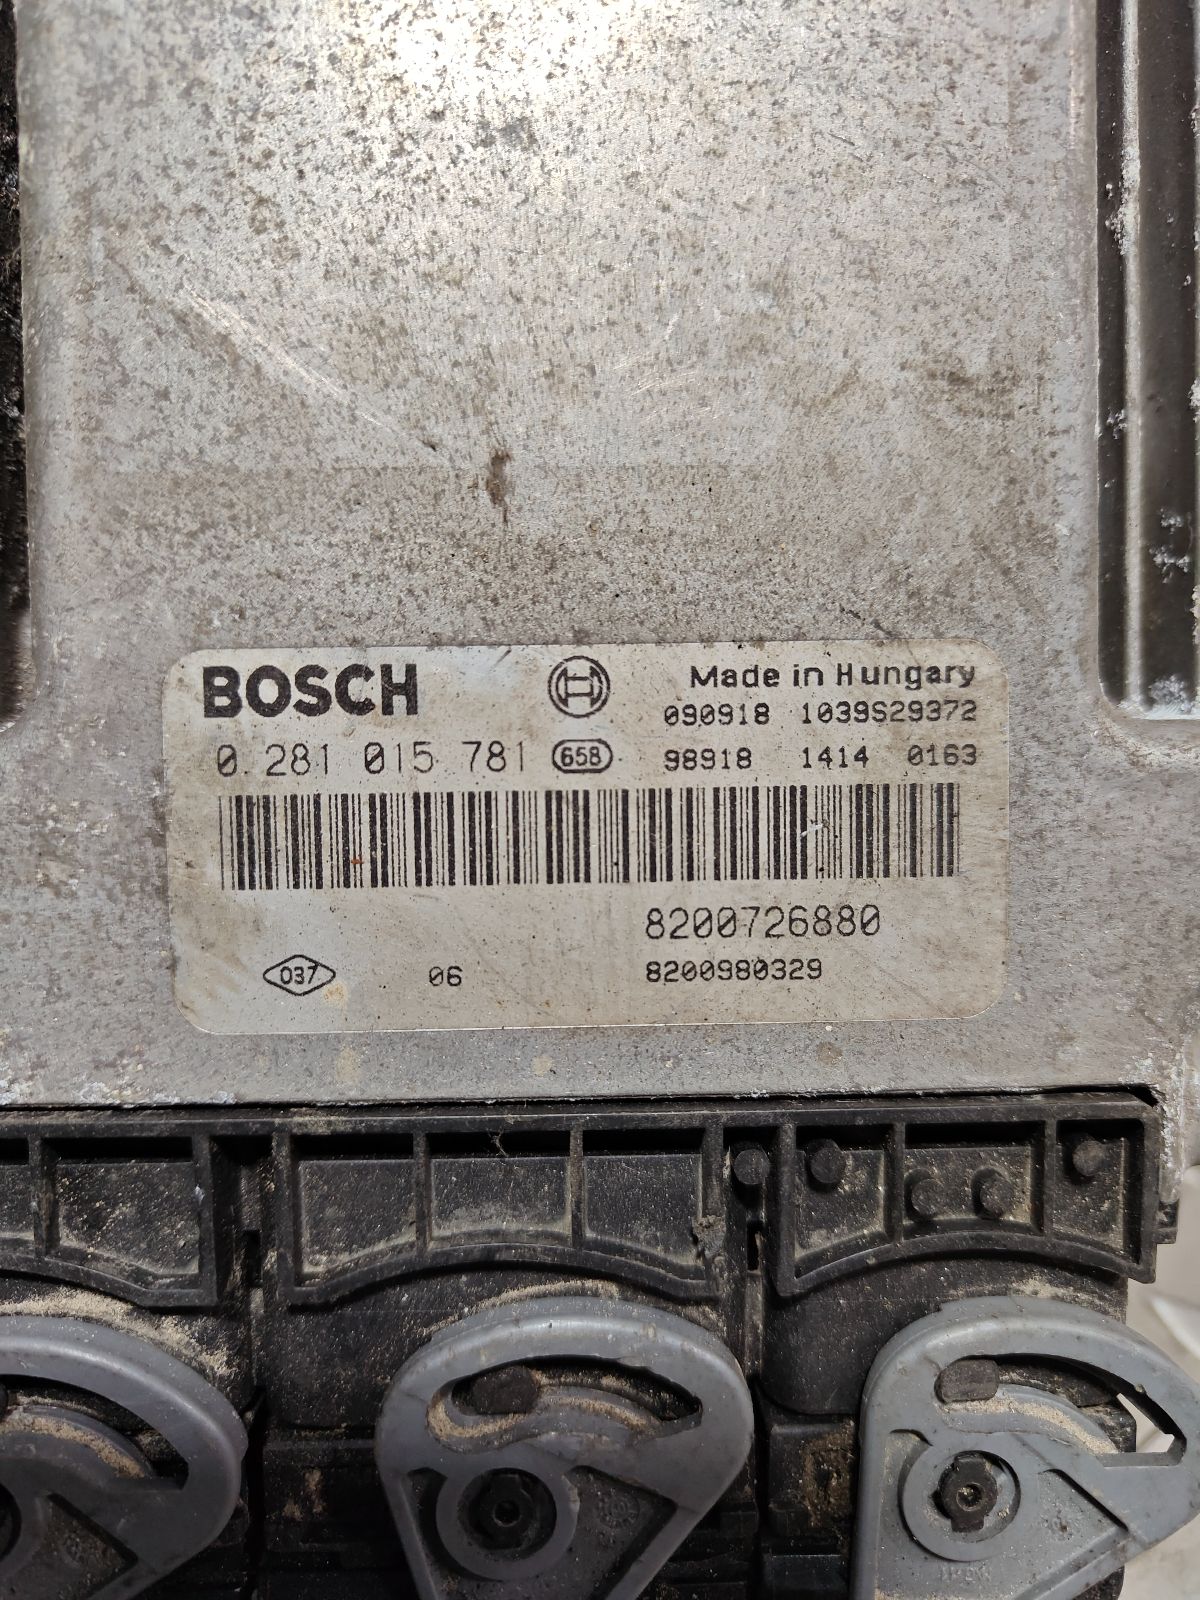 BOSCH
Made in Hungary
090918 1039S29372
0 281 015 781 658 98918 1414 0163
8200726880
037 06 8200980329